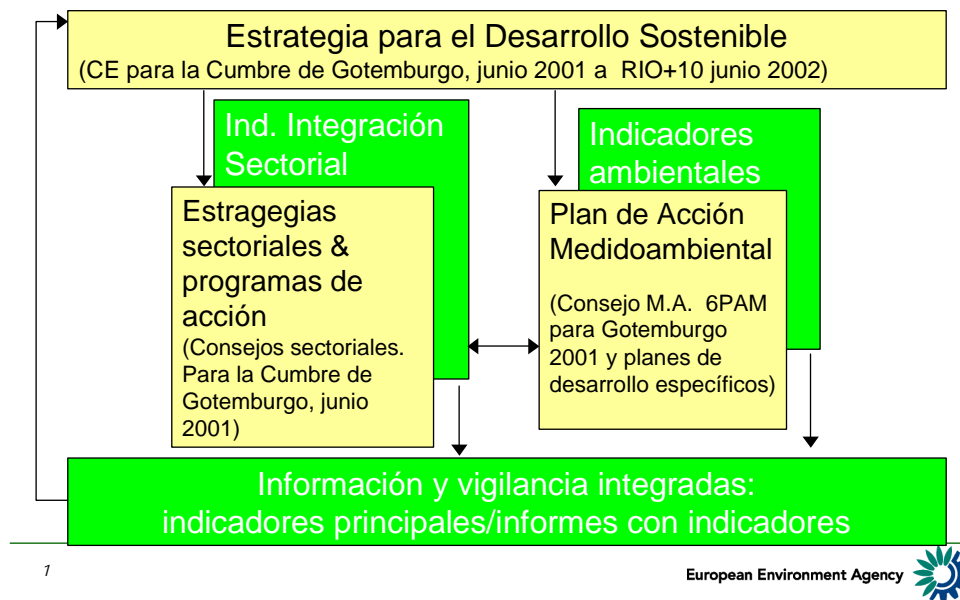 Estrategia para el Desarrollo Sostenible
(CE para la Cumbre de Gotemburgo, junio 2001 a RIO+10 junio 2002)
Ind. Integración
Sectorial
Estragegias
sectoriales &
programas de
acción
(Consejos sectoriales.
Para la Cumbre de
Gotemburgo, junio
2001)
Indicadores
ambientales
Plan de Acción
Medidoambiental
(Consejo M.A. 6PAM
para Gotemburgo
2001 y planes de
desarrollo específicos)
Información y vigilancia integradas:
indicadores principales/informes con indicadores
1
European Environment Agency